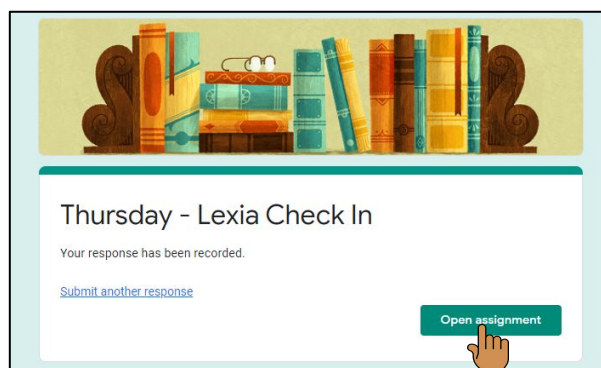 Thursday - Lexia Check In
Your response has been recorded.
Submit another response
Open assignment